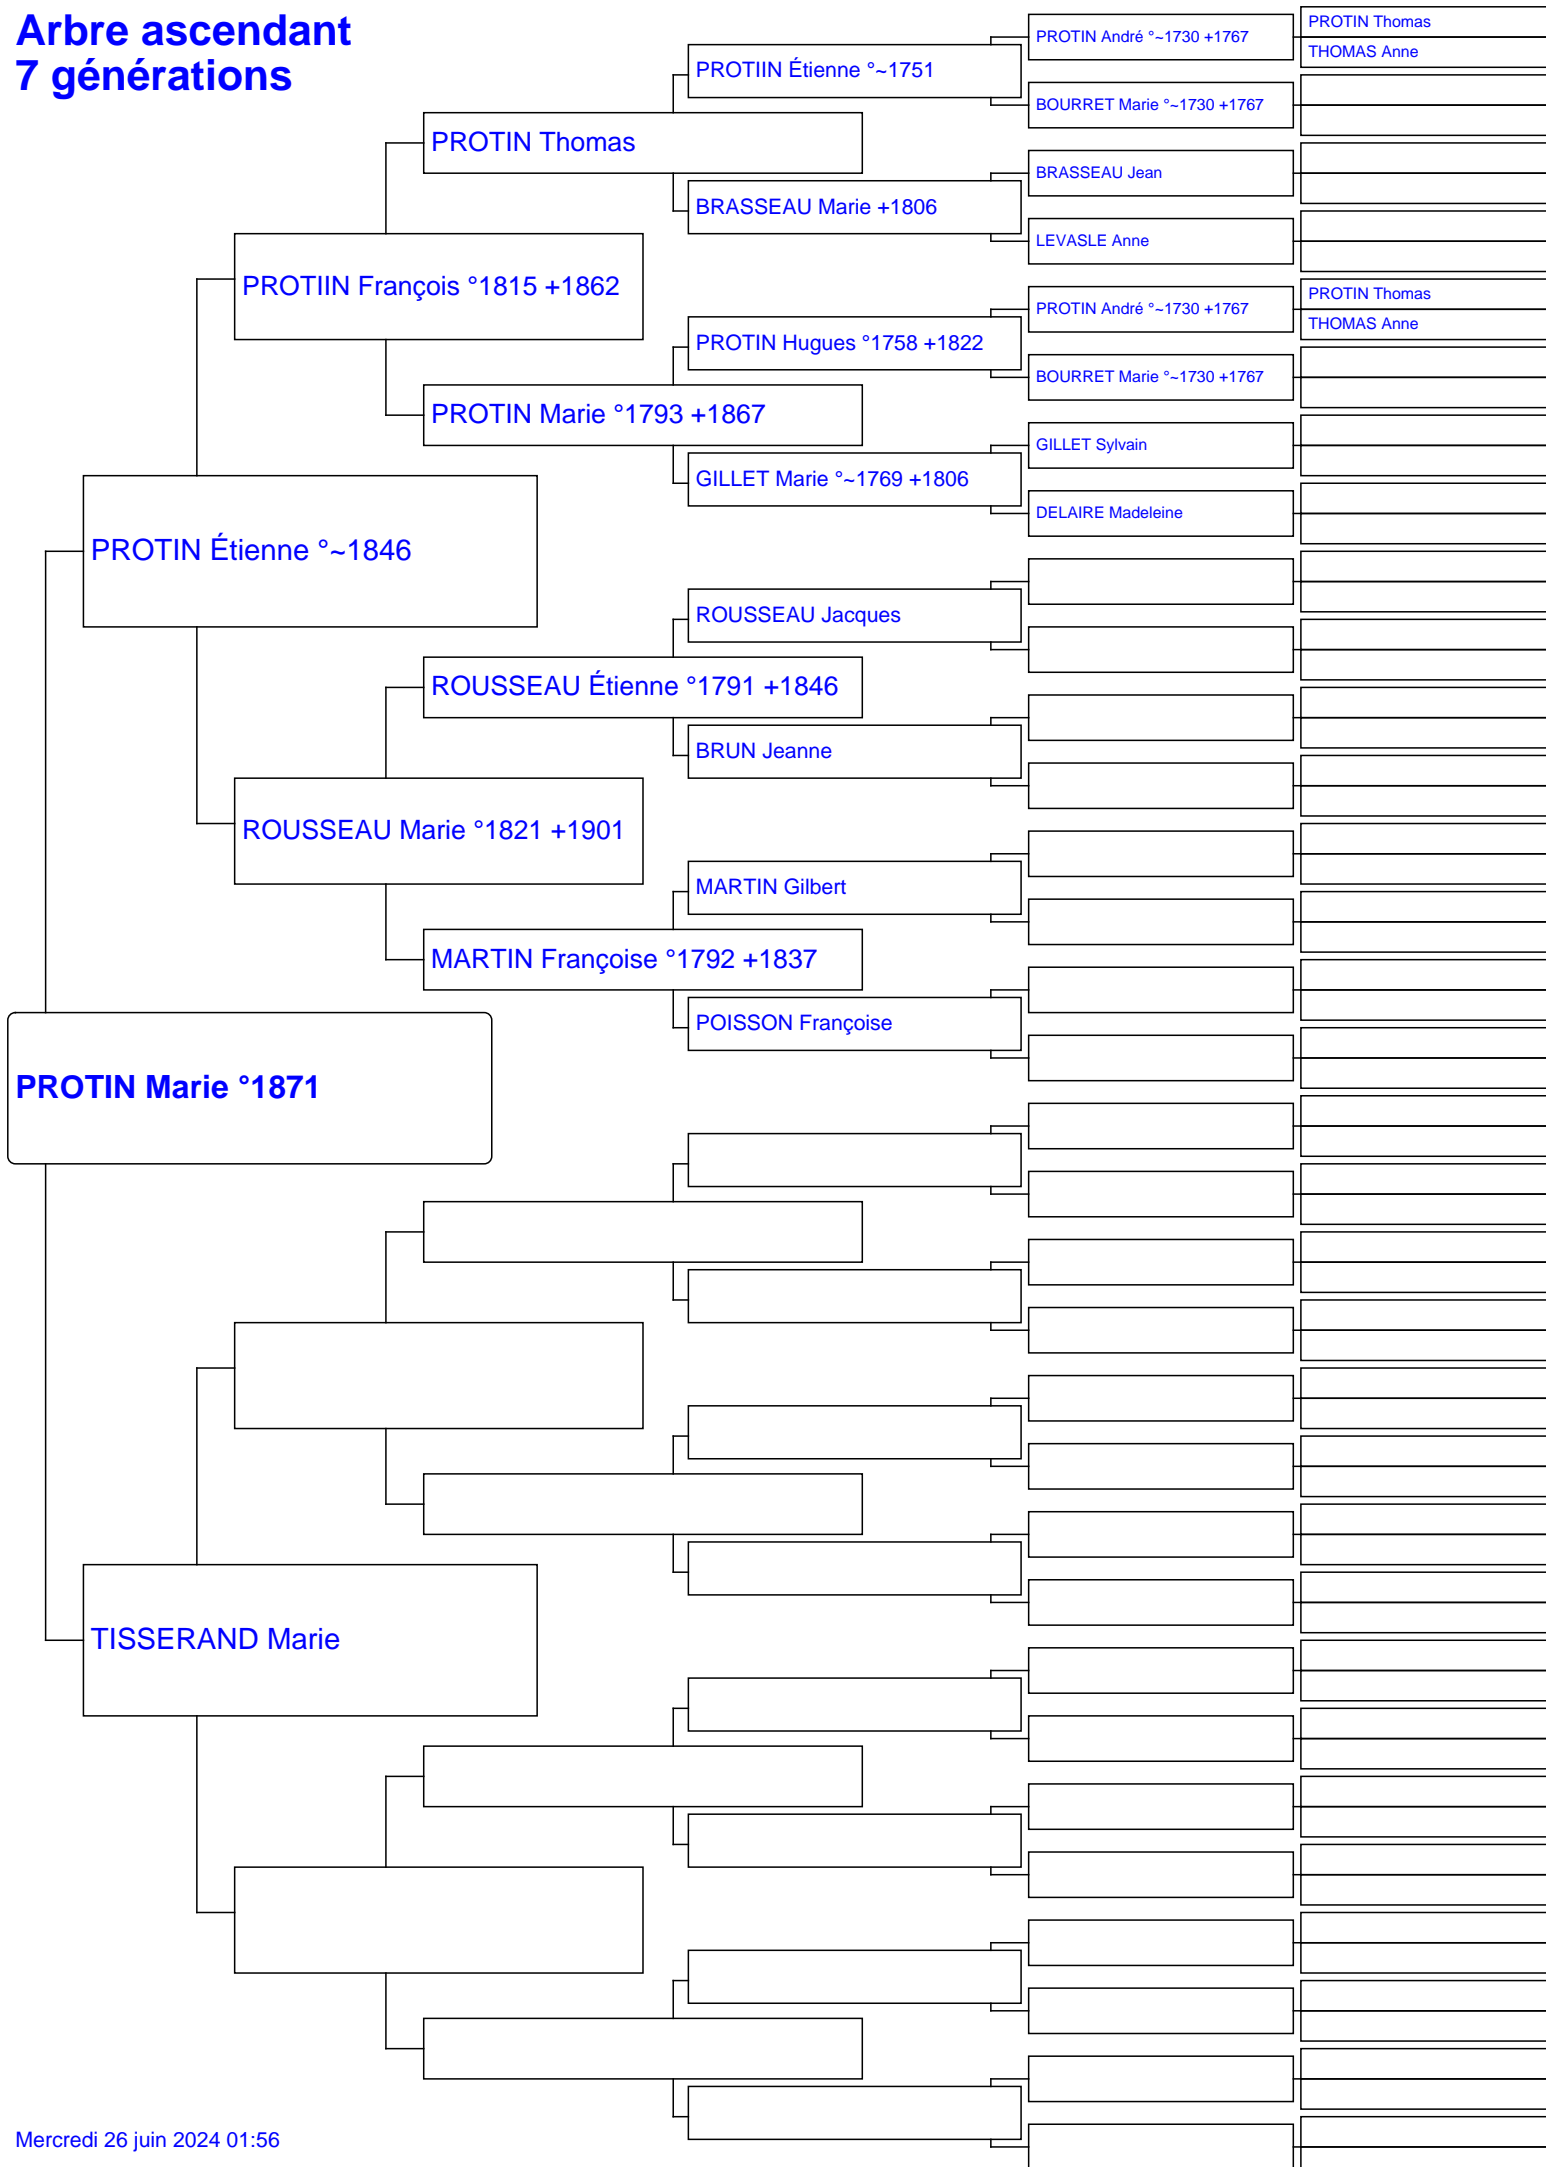 Arbre ascendant
7 générations
PROTIN Thomas
THOMAS Anne
PROTIN André °~1730 +1767
PROTIIN Étienne °~1751
BOURRET Marie °~1730 +1767
PROTIN Thomas
BRASSEAU Jean
BRASSEAU Marie +1806
LEVASLE Anne
PROTIIN François °1815 +1862
PROTIN Thomas
THOMAS Anne
PROTIN André °~1730 +1767
PROTIN Hugues °1758 +1822
BOURRET Marie °~1730 +1767
PROTIN Marie °1793 +1867
GILLET Sylvain
GILLET Marie °~1769 +1806
DELAIRE Madeleine
PROTIN Étienne °~1846
ROUSSEAU Jacques
ROUSSEAU Étienne °1791 +1846
BRUN Jeanne
ROUSSEAU Marie °1821 +1901
MARTIN Gilbert
MARTIN Françoise °1792 +1837
POISSON Françoise
PROTIN Marie °1871
TISSERAND Marie
Mercredi 26 juin 2024 01:56